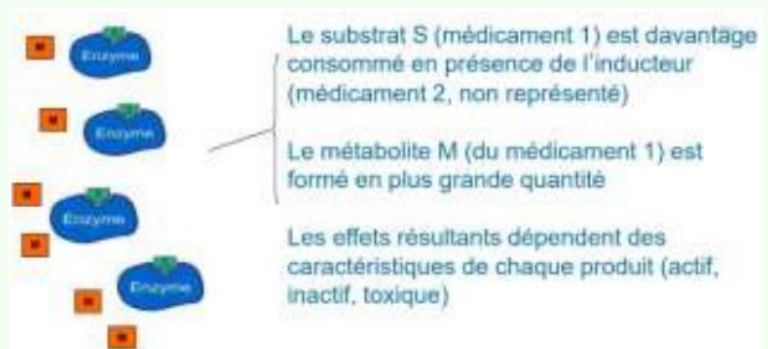 M
Enzyme
M
Enzyme
M
Enzyme
M
Enzyme
M
M
Le substrat S (médicament 1) est davantage
consommé en présence de l'inducteur
(médicament 2, non représenté)
Le métabolite M (du médicament 1) est
formé en plus grande quantité
Les effets résultants dépendent des
caractéristiques de chaque produit (actif,
inactif, toxique)